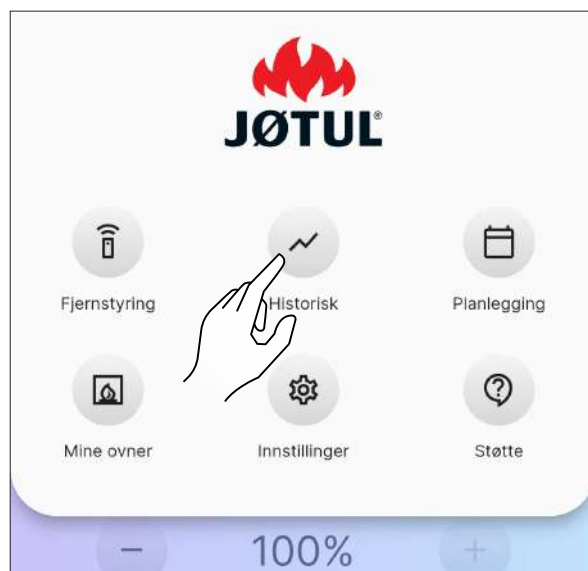 JØTUL®
Fjernstyring Historisk Planlegging
Mine ovner Innstillinger Støtte
− 100% +